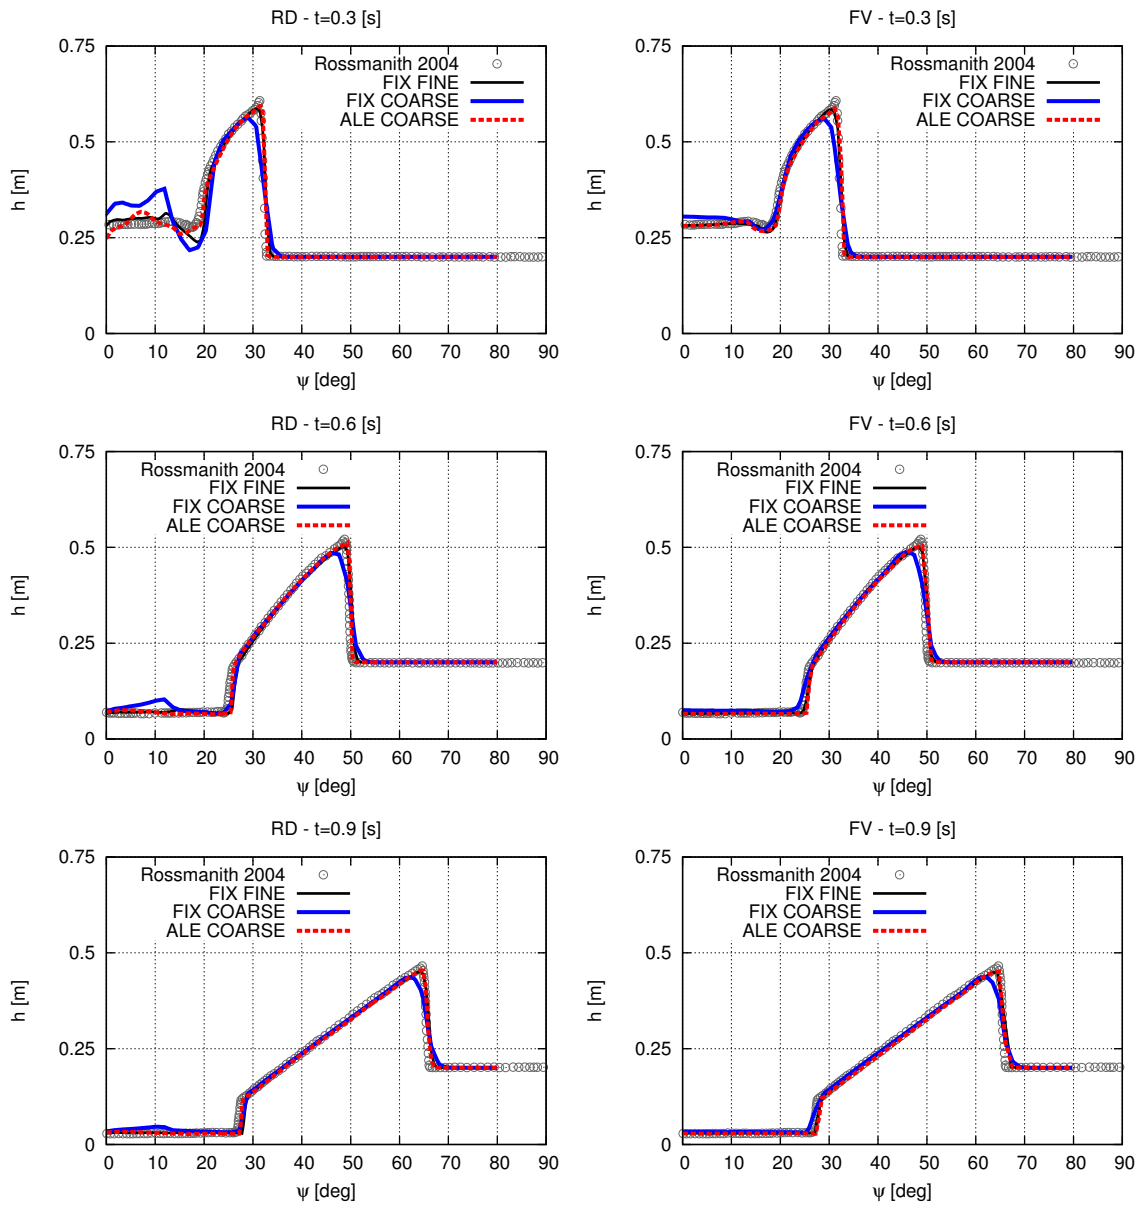 RD - t=0.3 [s]
0.75
0.5
0.25
0
h [m]
Rossmanith 2004
FIX FINE
FIX COARSE
ALE COARSE
0 10 20 30 40 50 60 70 80 90
ψ [deg]
FV - t=0.3 [s]
0.75
0.5
0.25
0
h [m]
Rossmanith 2004
FIX FINE
FIX COARSE
ALE COARSE
0 10 20 30 40 50 60 70 80 90
ψ [deg]
RD - t=0.6 [s]
0.75
0.5
0.25
0
h [m]
Rossmanith 2004
FIX FINE
FIX COARSE
ALE COARSE
0 10 20 30 40 50 60 70 80 90
ψ [deg]
FV - t=0.6 [s]
0.75
0.5
0.25
0
h [m]
Rossmanith 2004
FIX FINE
FIX COARSE
ALE COARSE
0 10 20 30 40 50 60 70 80 90
ψ [deg]
RD - t=0.9 [s]
0.75
0.5
0.25
0
h [m]
Rossmanith 2004
FIX FINE
FIX COARSE
ALE COARSE
0 10 20 30 40 50 60 70 80 90
ψ [deg]
FV - t=0.9 [s]
0.75
0.5
0.25
0
h [m]
Rossmanith 2004
FIX FINE
FIX COARSE
ALE COARSE
0 10 20 30 40 50 60 70 80 90
ψ [deg]